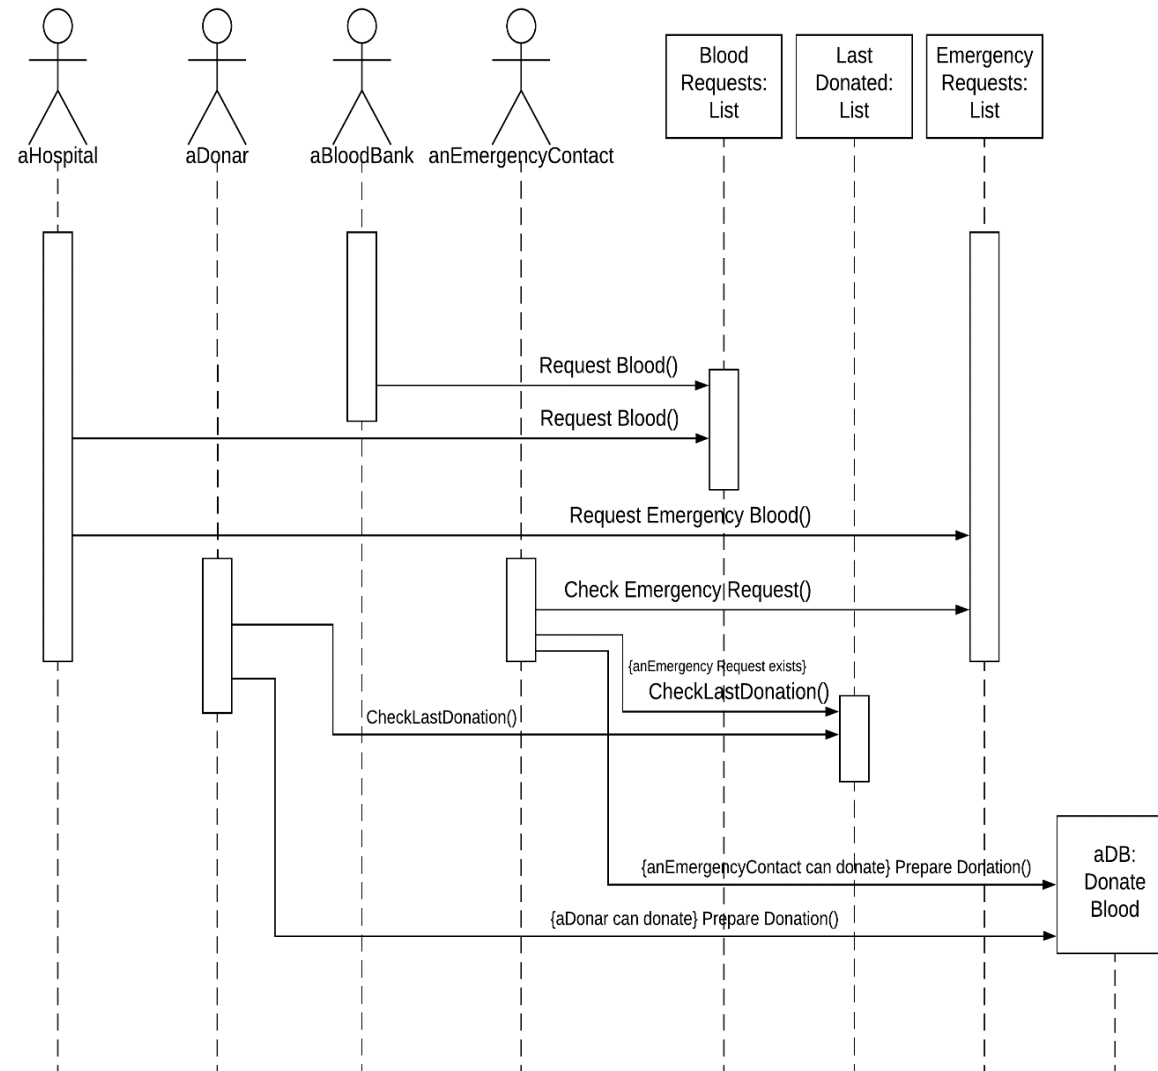 Blood
Requests:
List
Last
Donated:
List
Emergency
Requests:
List
aHospital
aDonar
aBloodBank
anEmergencyContact
Request Blood()
Request Blood()
Request Emergency Blood()
Check Emergency Request()
{anEmergency Request exists}
CheckLastDonation()
CheckLastDonation()
{anEmergencyContact can donate} Prepare Donation()
aDB:
Donate
Blood
{aDonar can donate} Prepare Donation()